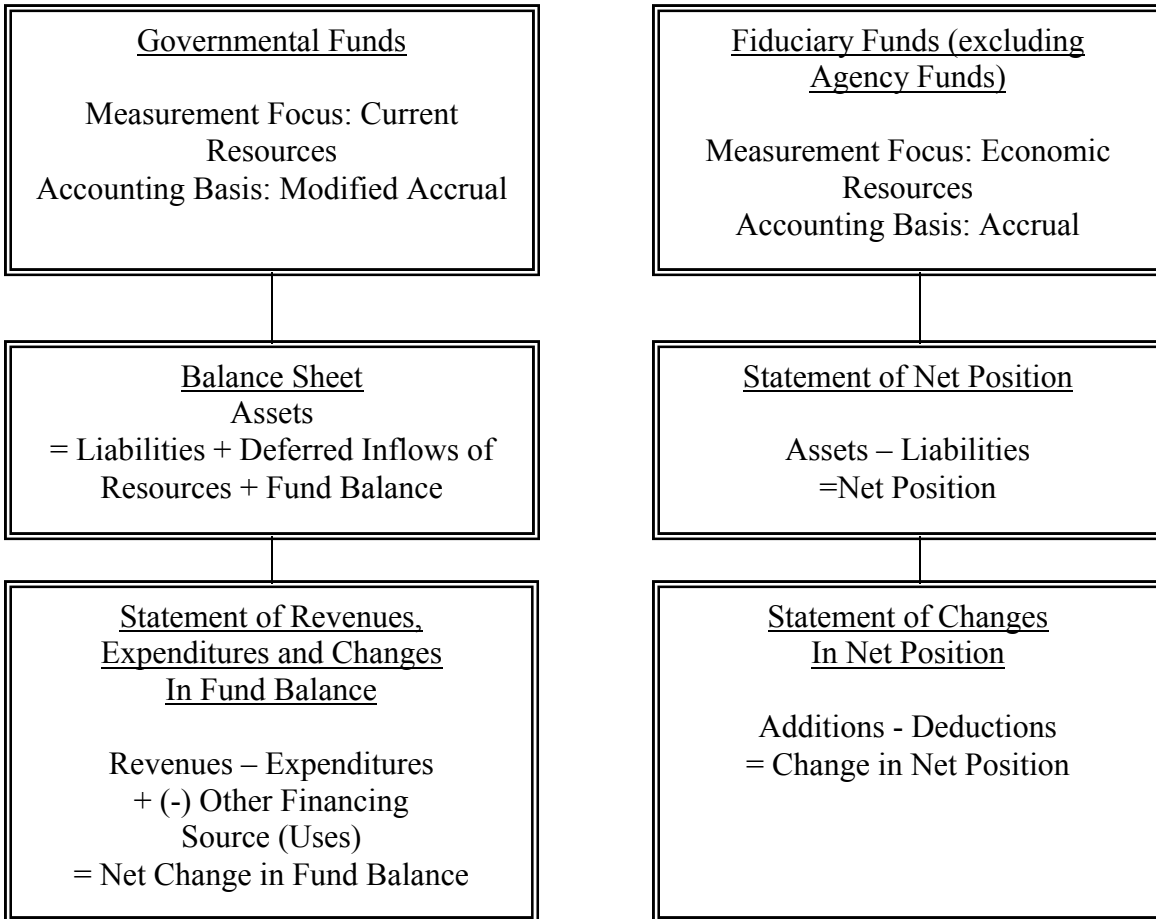 Governmental Funds
Measurement Focus: Current
Resources
Accounting Basis: Modified Accrual
Fiduciary Funds (excluding
Agency Funds)
Measurement Focus: Economic
Resources
Accounting Basis: Accrual
Balance Sheet
Assets
= Liabilities + Deferred Inflows of
Resources + Fund Balance
Statement of Net Position
Assets – Liabilities
=Net Position
Statement of Revenues,
Expenditures and Changes
In Fund Balance
Revenues – Expenditures
+ (-) Other Financing
Source (Uses)
= Net Change in Fund Balance
Statement of Changes
In Net Position
Additions - Deductions
= Change in Net Position